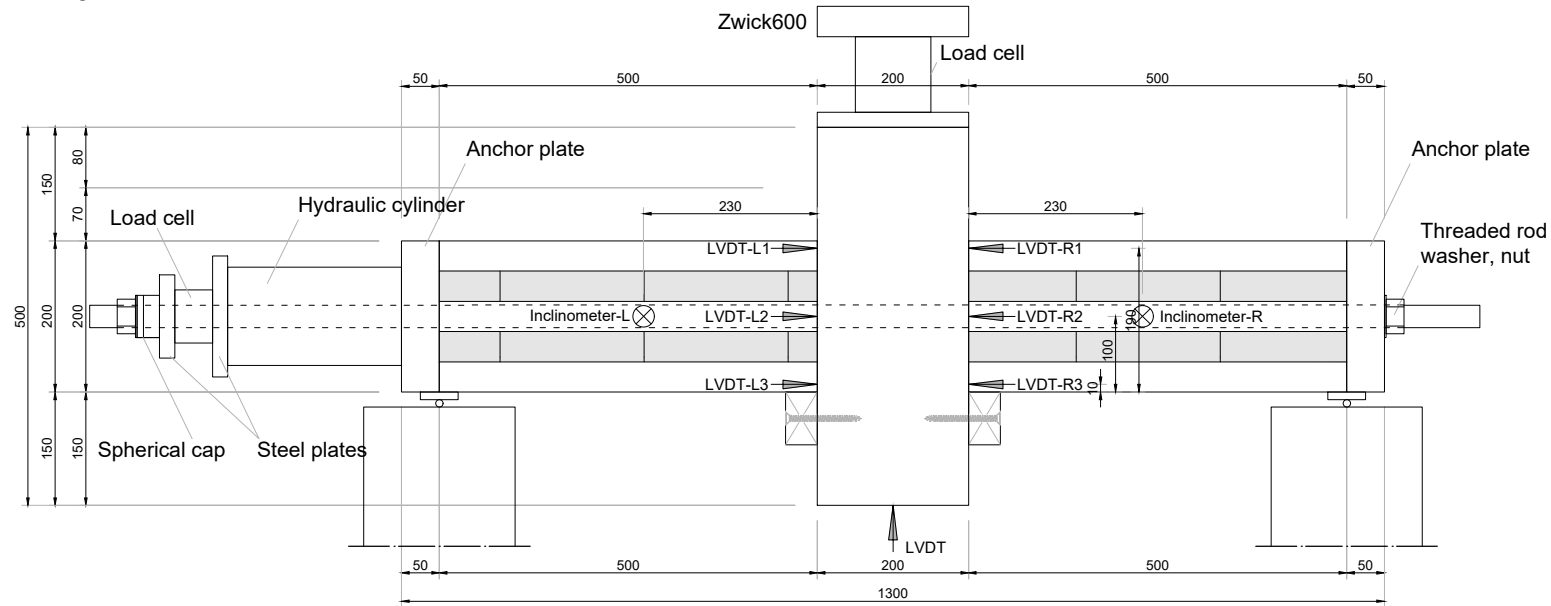 Zwick600
Load cell
50
500
200
500
50
Anchor plate
Anchor plate
80
150
70
230
230
Load cell
Hydraulic cylinder
Threaded rod
washer, nut
LVDT-L1
LVDT-R1
500
200
200
Inclinometer-L
LVDT-L2
LVDT-R2
190
Inclinometer-R
100
LVDT-L3
LVDT-R3
10
150
150
Spherical cap
Steel plates
LVDT
50
500
200
500
50
1300